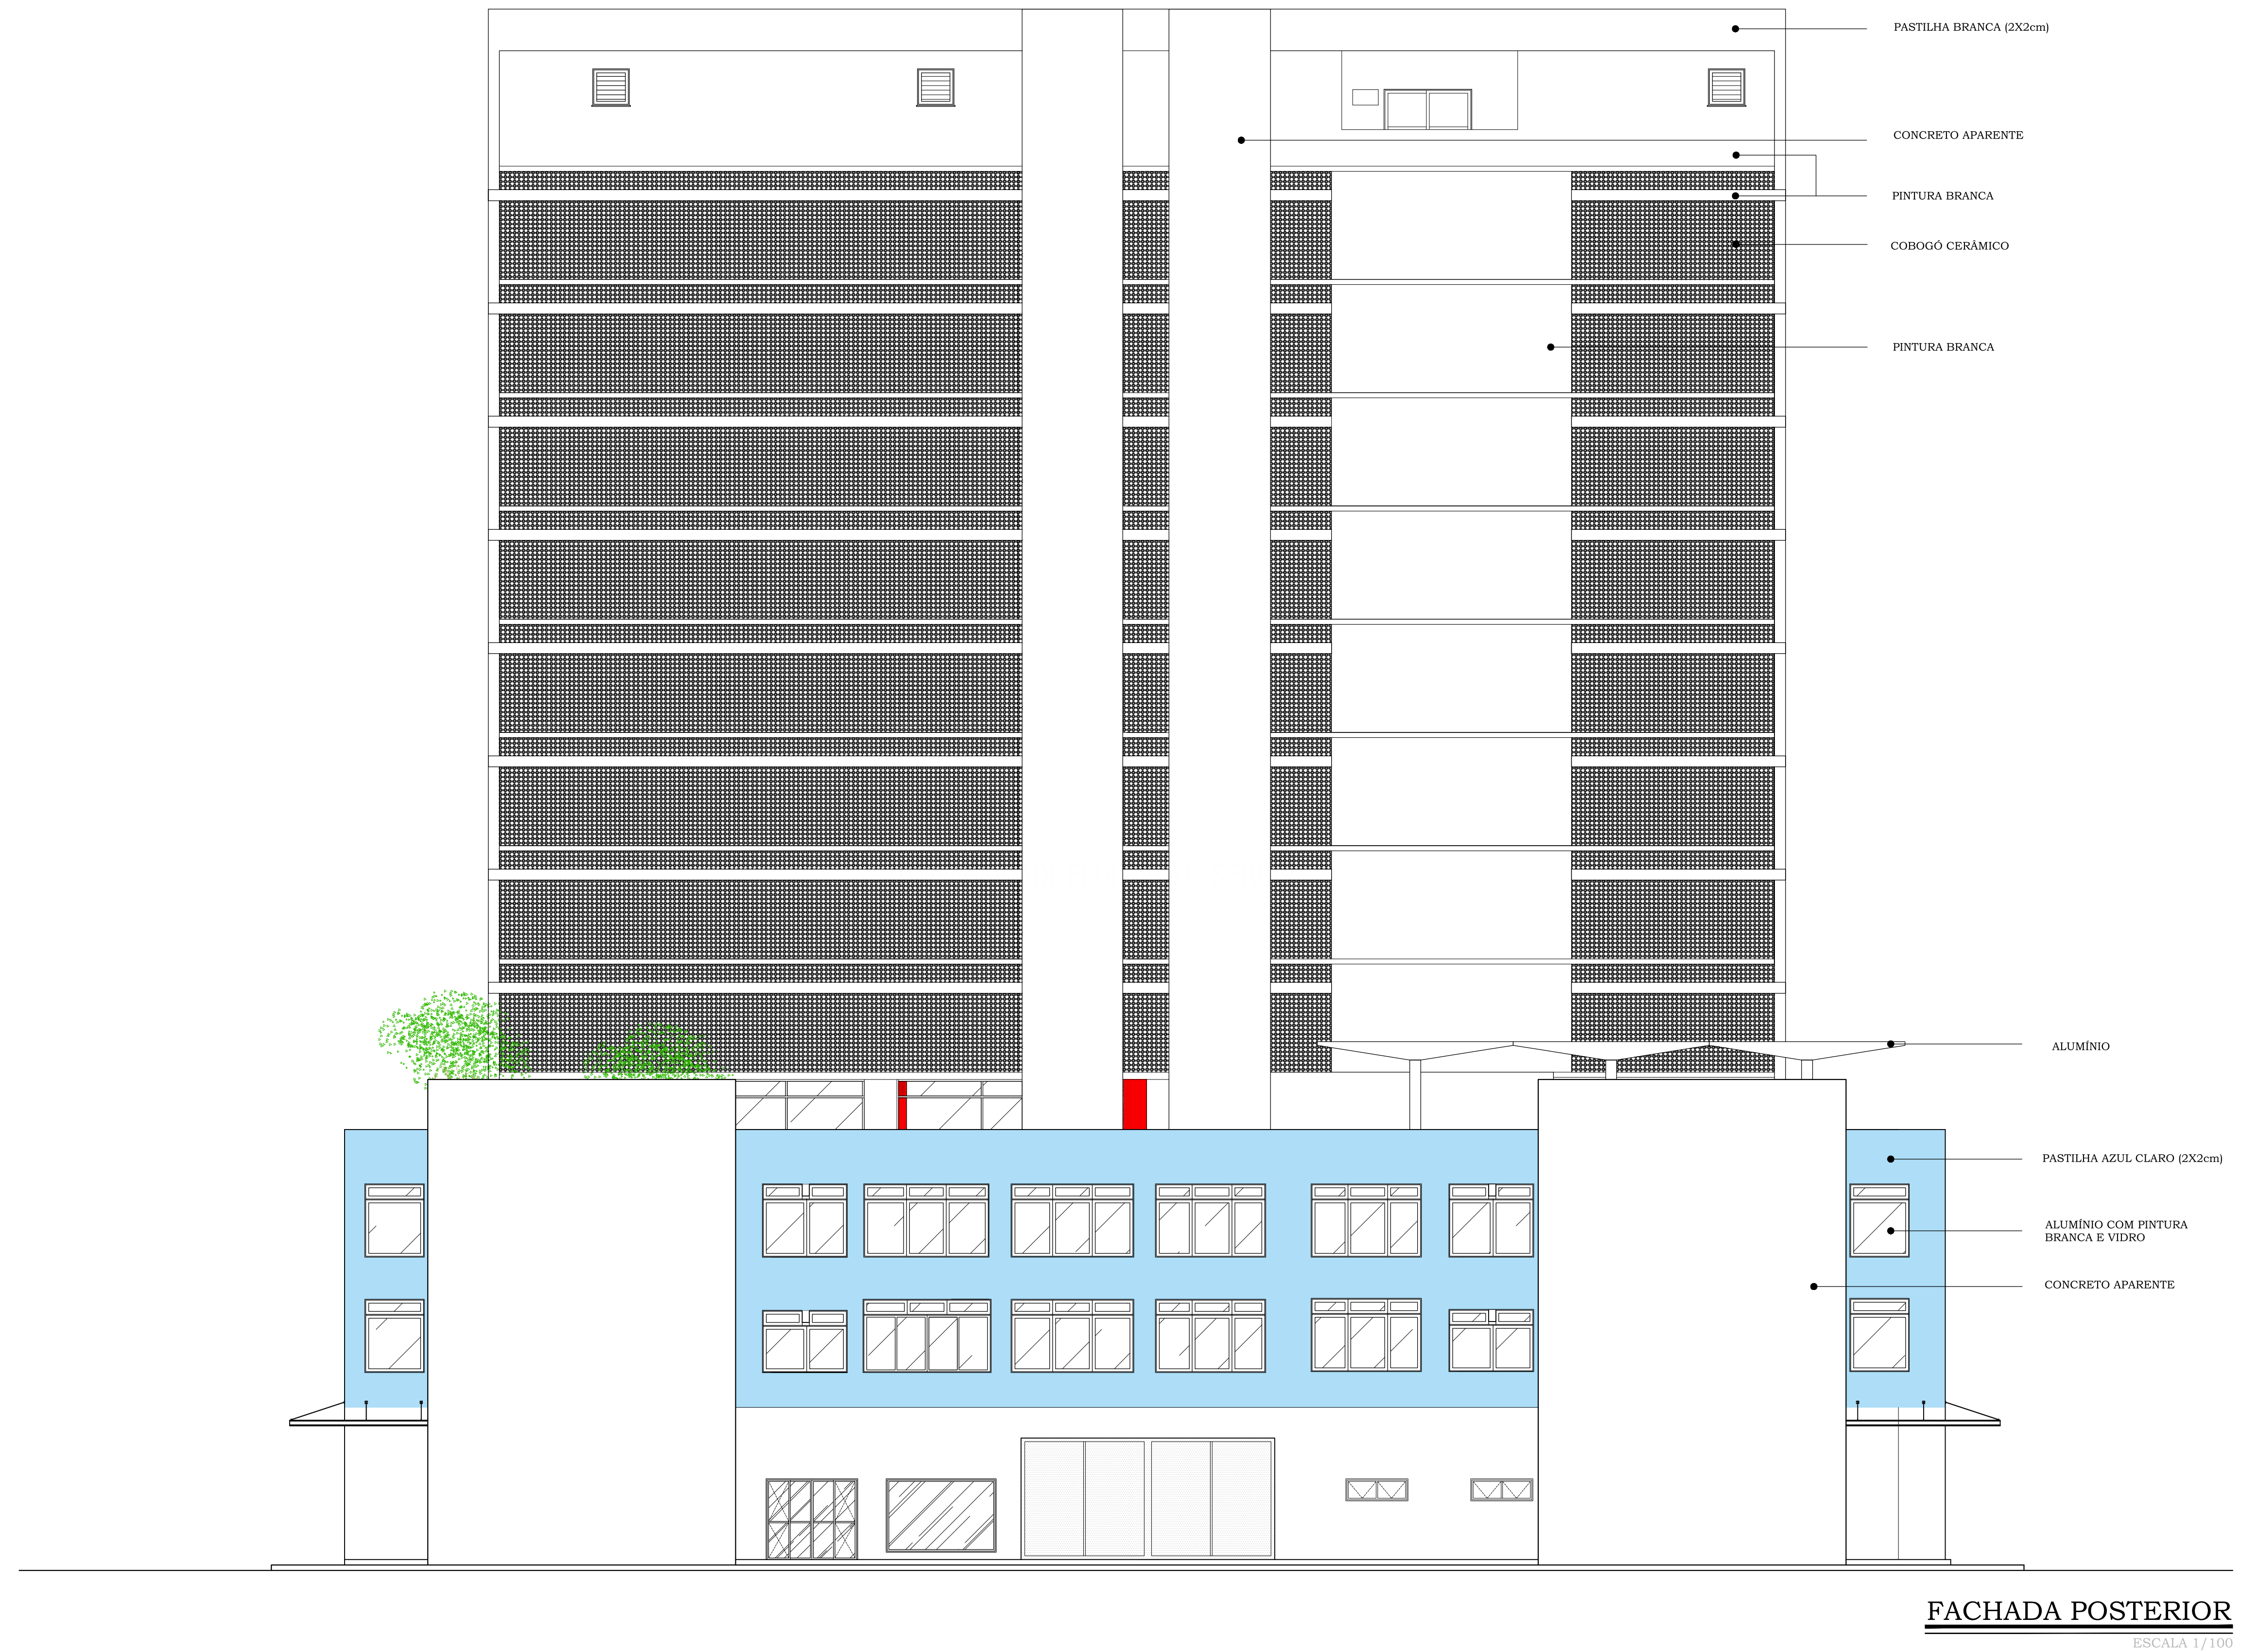 PASTILHA BRANCA (2X2cm)
CONCRETO APARENTE
PINTURA BRANCA
COBOGÓ CERÂMICO
PINTURA BRANCA
ALUMÍNIO
PASTILHA AZUL CLARO (2X2cm)
ALUMÍNIO COM PINTURA
BRANCA E VIDRO
CONCRETO APARENTE
FACHADA POSTERIOR
ESCALA 1/100